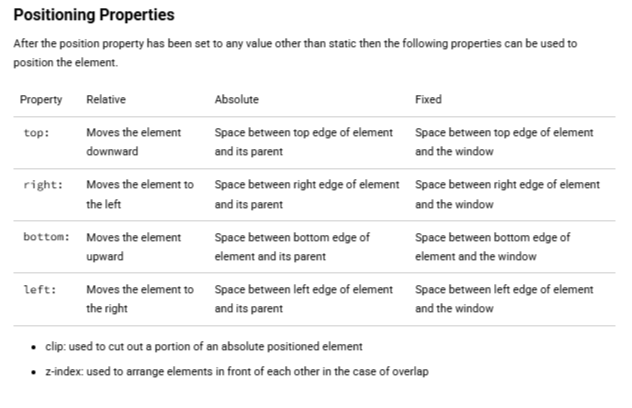 Positioning Properties
After the position property has been set to any value other than static then the following properties can be used to
position the element.
Property Relative Absolute Fixed
top: Moves the element downward Space between top edge of element and its parent Space between top edge of element and the window
right: Moves the element to the left Space between right edge of element and its parent Space between right edge of element and the window
bottom: Moves the element upward Space between bottom edge of element and its parent Space between bottom edge of element and the window
left: Moves the element to the right Space between left edge of element and its parent Space between left edge of element and the window
• clip: used to cut out a portion of an absolute positioned element
• z-index: used to arrange elements in front of each other in the case of overlap